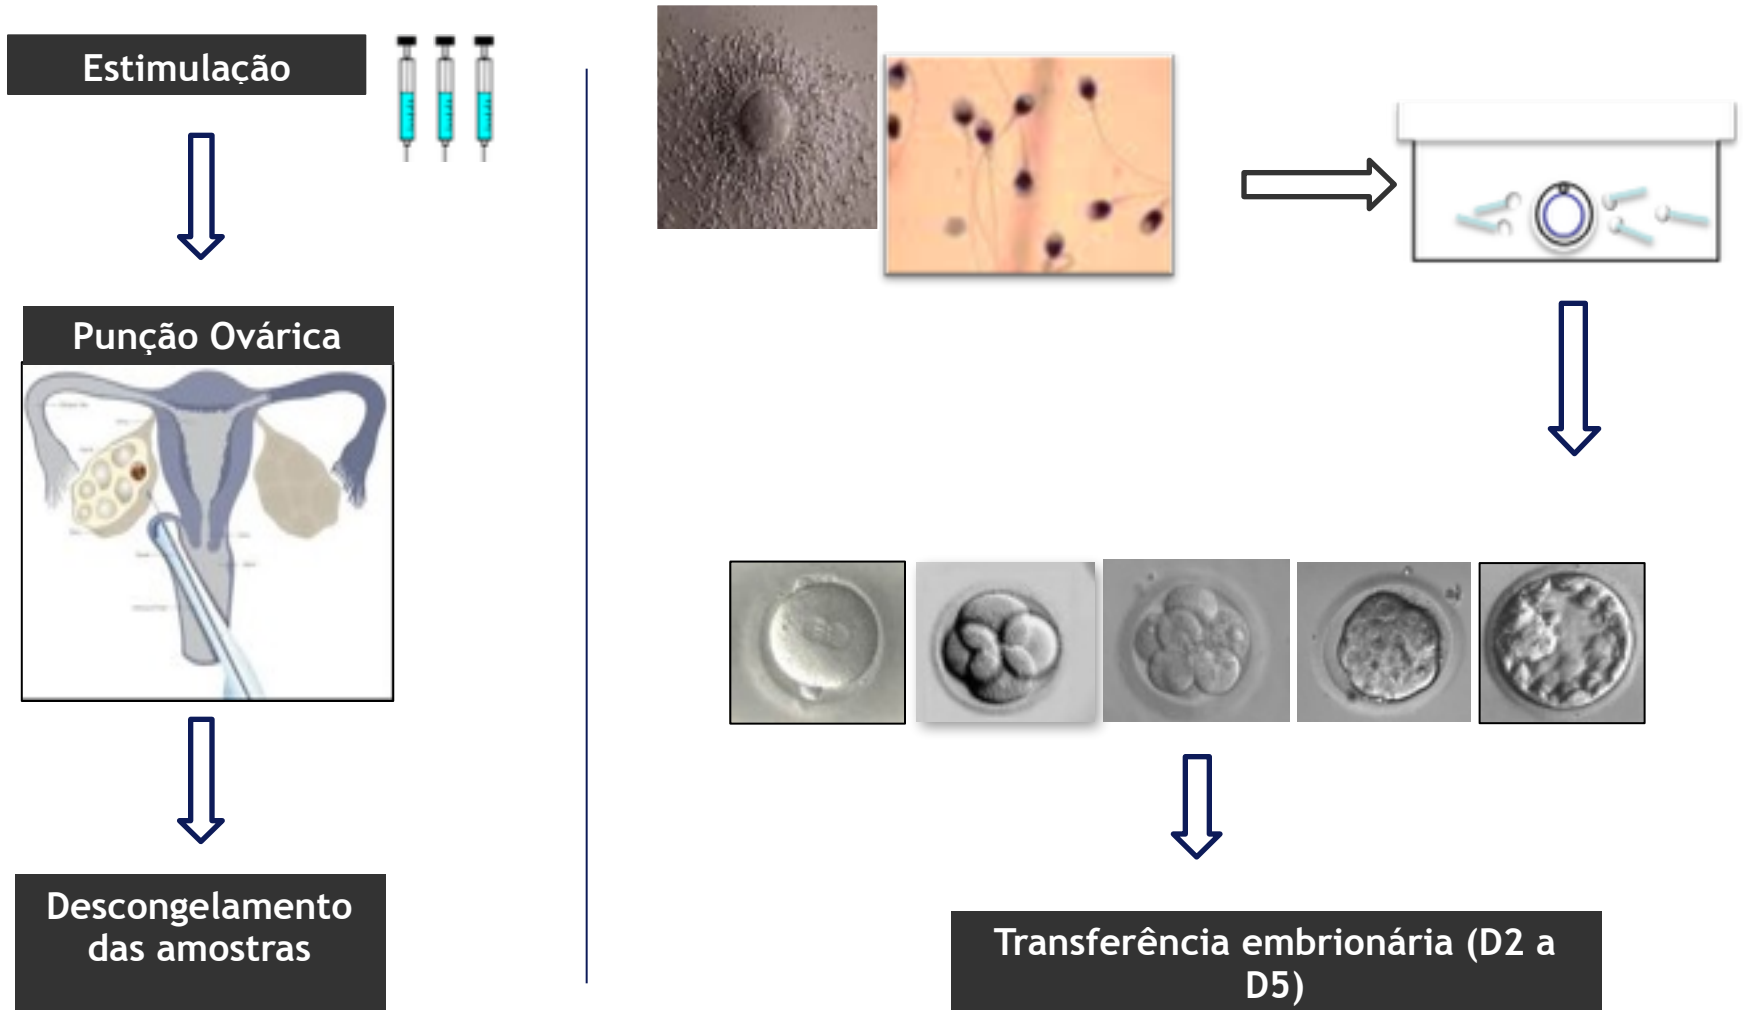 Estimulação
Punção Ovárica
Descongelamento
das amostras
Transferência embrionária (D2 a
D5)